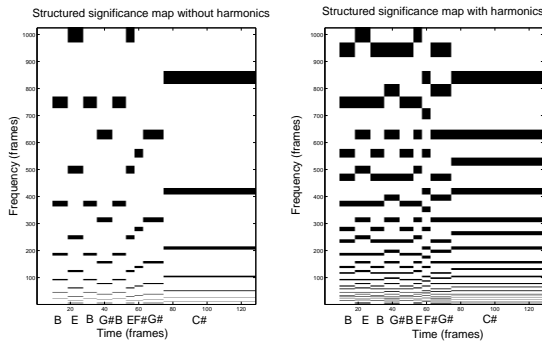 Structured significance map without harmonics
Frequency (frames)
1000
900
800
700
600
500
400
300
200
100
20 40 60 80 100 120
B E B G# B E F# G# C#
Time (frames)
Structured significance map with harmonics
Frequency (frames)
1000
900
800
700
600
500
400
300
200
100
20 40 60 80 100 120
B E B G# B E F# G# C#
Time (frames)